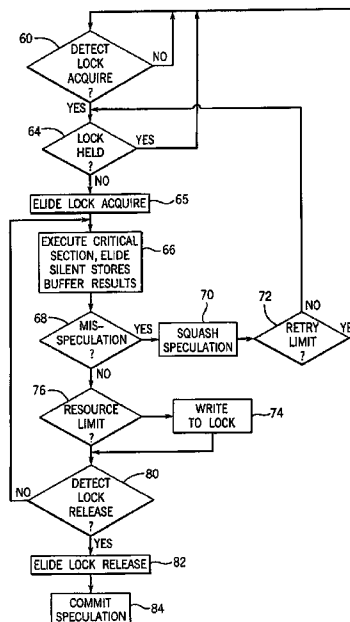 60
DETECT
LOCK
ACQUIRE
?
NO
YES
64
LOCK
HELD
?
YES
NO
ELIDE LOCK ACQUIRE
65
EXECUTE CRITICAL
SECTION, ELIDE
SILENT STORES
BUFFER RESULTS
66
68
MIS-
SPECULATION
?
YES
NO
70
SQUASH
SPECULATION
72
RETRY
LIMIT
?
NO
YE
76
RESOURCE
LIMIT
?
WRITE
TO LOCK
74
80
DETECT
LOCK
RELEASE
?
NO
YES
ELIDE LOCK RELEASE
82
COMMIT
SPECULATION
84